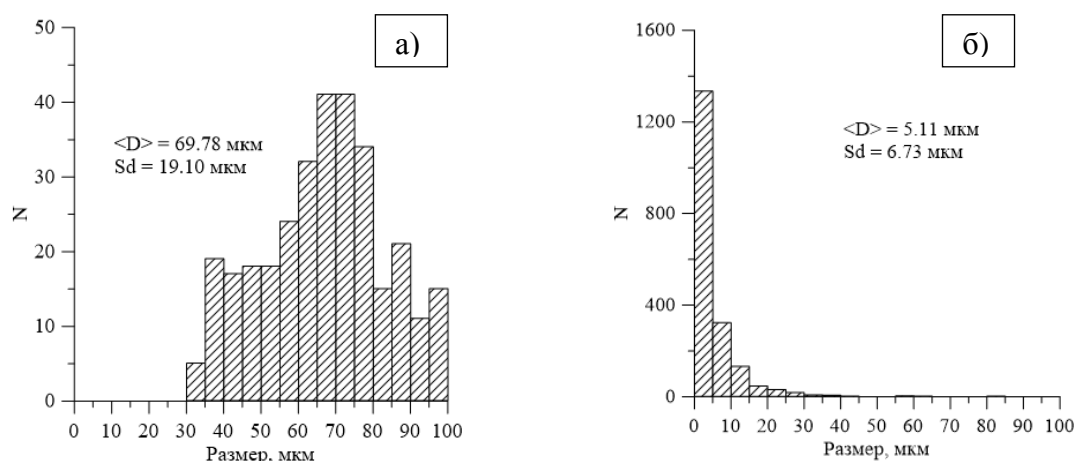 а)
50
40
30
20
10
0
N
<D> = 69.78 мкм
Sd = 19.10 мкм
0 10 20 30 40 50 60 70 80 90 100
Размер, мкм
б)
1600
1200
800
400
0
N
<D> = 5.11 мкм
Sd = 6.73 мкм
0 10 20 30 40 50 60 70 80 90 100
Размер, мкм